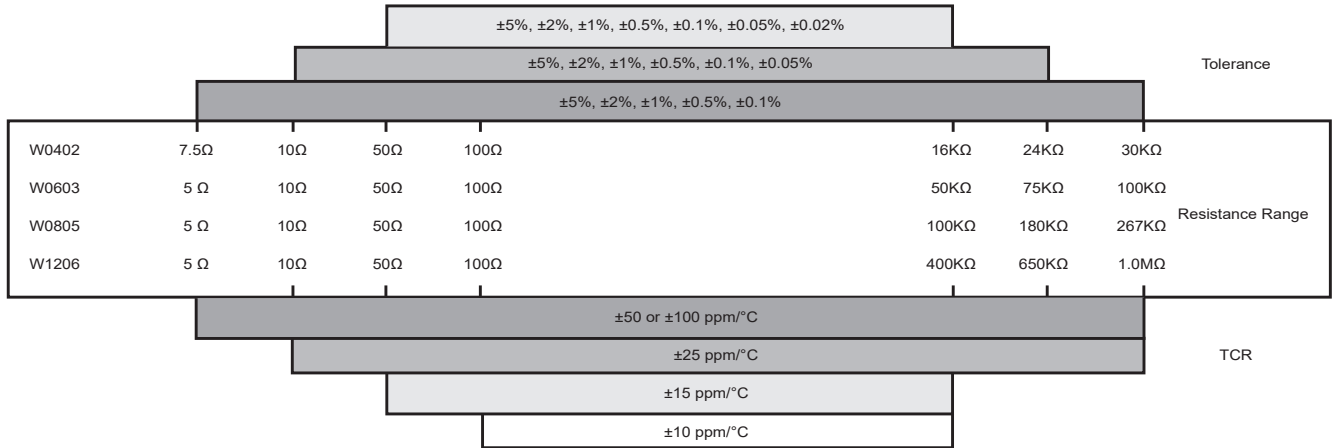 ±5%, ±2%, ±1%, ±0.5%, ±0.1%, ±0.05%, ±0.02%
±5%, ±2%, ±1%, ±0.5%, ±0.1%, ±0.05%
Tolerance
±5%, ±2%, ±1%, ±0.5%, ±0.1%
W0402 7.5Ω 10Ω 50Ω 100Ω 16KΩ 24KΩ 30KΩ
W0603 5 Ω 10Ω 50Ω 100Ω 50KΩ 75KΩ 100KΩ
Resistance Range
W0805 5 Ω 10Ω 50Ω 100Ω 100KΩ 180KΩ 267KΩ
W1206 5 Ω 10Ω 50Ω 100Ω 400KΩ 650KΩ 1.0MΩ
±50 or ±100 ppm/°C
±25 ppm/°C
TCR
±15 ppm/°C
±10 ppm/°C